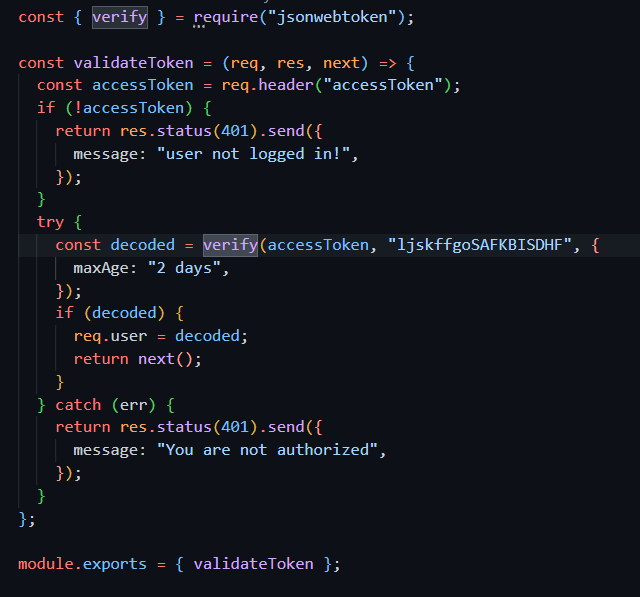 const { verify } = require("jsonwebtoken");
const validateToken = (req, res, next) => {
const accessToken = req.header("accessToken");
if (!accessToken) {
return res.status(401).send({
message: "user not logged in!",
});
}
try {
const decoded = verify(accessToken, "ljskffgoSAFKBISDHF", {
maxAge: "2 days",
});
if (decoded) {
req.user = decoded;
return next();
}
} catch (err) {
return res.status(401).send({
message: "You are not authorized",
});
}
};
module.exports = { validateToken };